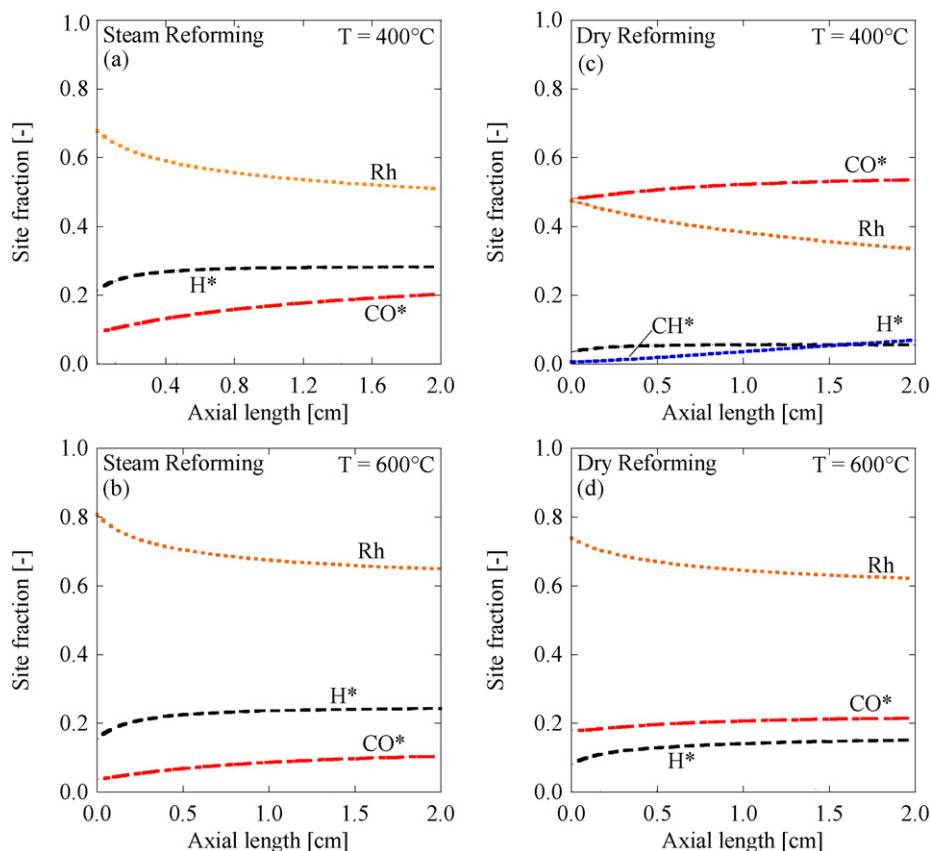 Steam Reforming T = 400°C
(a)
1.0
0.8
0.6
0.4
0.2
0.0
Site fraction [-]
Rh
H*
CO*
0.4 0.8 1.2 1.6 2.0
Axial length [cm]
Dry Reforming T = 400°C
(c)
1.0
0.8
0.6
0.4
0.2
0.0
Site fraction [-]
CO*
Rh
CH*
H*
0.0 0.5 1.0 1.5 2.0
Axial length [cm]
Steam Reforming T = 600°C
(b)
1.0
0.8
0.6
0.4
0.2
0.0
Site fraction [-]
Rh
H*
CO*
0.0 0.5 1.0 1.5 2.0
Axial length [cm]
Dry Reforming T = 600°C
(d)
1.0
0.8
0.6
0.4
0.2
0.0
Site fraction [-]
Rh
CO*
H*
0.0 0.5 1.0 1.5 2.0
Axial length [cm]